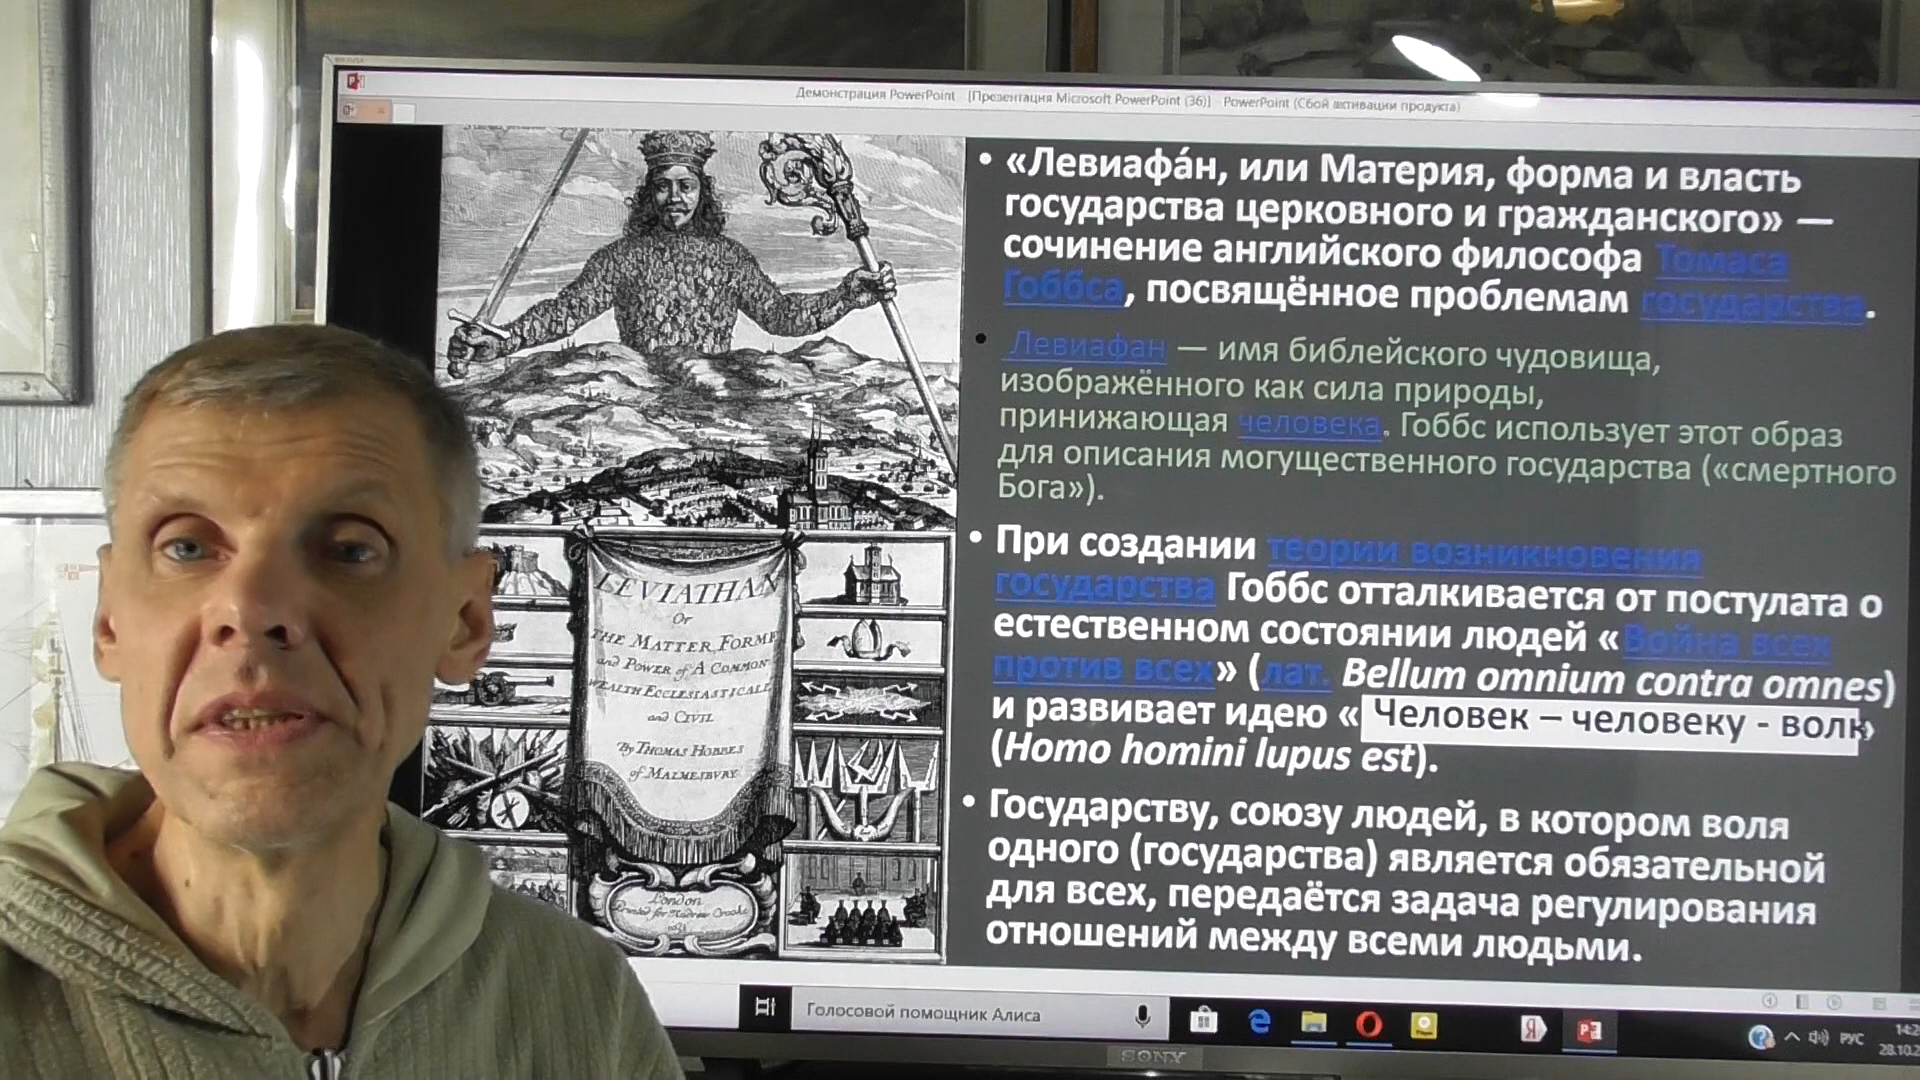 Демонстрация PowerPoint [Презентация Microsoft PowerPoint (36)] - PowerPoint (Сбой активации продукта)
• «Левиафа́н, или Материя, форма и власть
государства церковного и гражданского» —
сочинение английского философа Томаса
Гоббса, посвящённое проблемам государства.
• Левиафан — имя библейского чудовища,
изображённого как сила природы,
принижающая человека. Гоббс использует этот образ
для описания могущественного государства («смертного
Бога»).
• При создании теории возникновения
государства Гоббс отталкивается от постулата о
естественном состоянии людей «Война всех
против всех» (лат. Bellum omnium contra omnes)
и развивает идею « Человек – человеку - волк»
(Homo homini lupus est).
• Государству, союзу людей, в котором воля
одного (государства) является обязательной
для всех, передаётся задача регулирования
отношений между всеми людьми.
LEVIATHAN
Or
THE MATTER, FORME
and POWER of A COMMON-
WEALTH ECCLESIASTICALL
and CIVIL
By THOMAS HOBBES
of MALMESBVRY.
London
Голосовой помощник Алиса
РУС
14:2
28.10.2
SONY